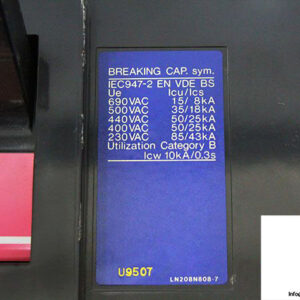 BREAKING CAP. sym.
IEC947-2 EN VDE BS
Ue Icu/Ics
690VAC 15/ 8kA
500VAC 35/18kA
440VAC 50/25kA
400VAC 50/25kA
230VAC 85/43kA
Utilization Category B
Icw 10kA/0.3s
U9507
LN208N808-7